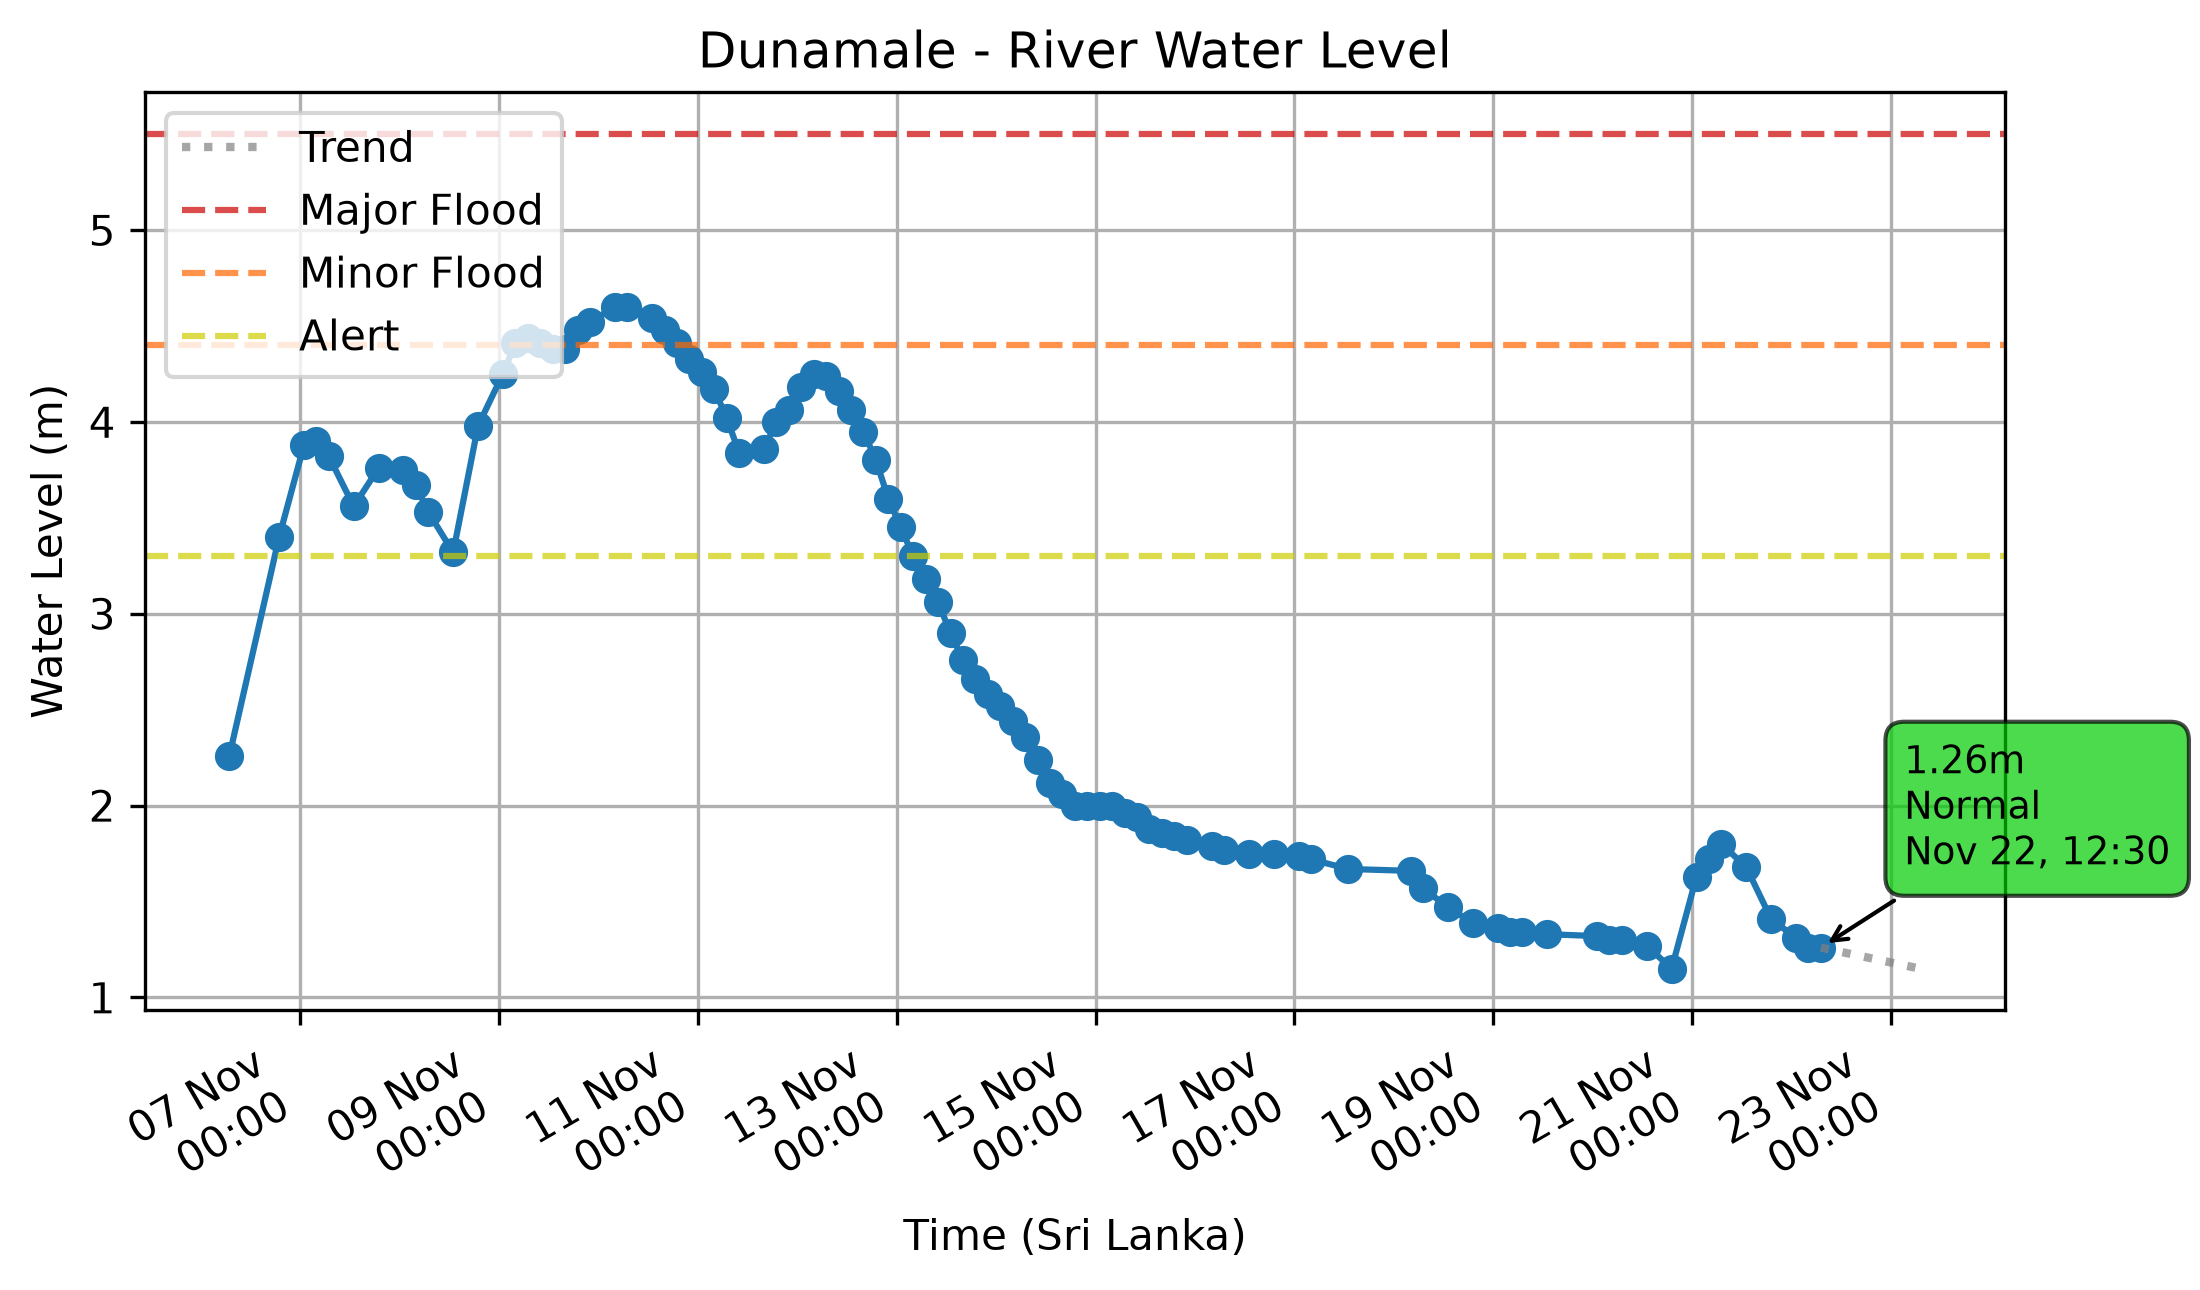 Dunamale - River Water Level
Trend
Major Flood
Minor Flood
Alert
Water Level (m)
5
4
3
2
1
1.26m
Normal
Nov 22, 12:30
07 Nov
00:00
09 Nov
00:00
11 Nov
00:00
13 Nov
00:00
15 Nov
00:00
17 Nov
00:00
19 Nov
00:00
21 Nov
00:00
23 Nov
00:00
Time (Sri Lanka)